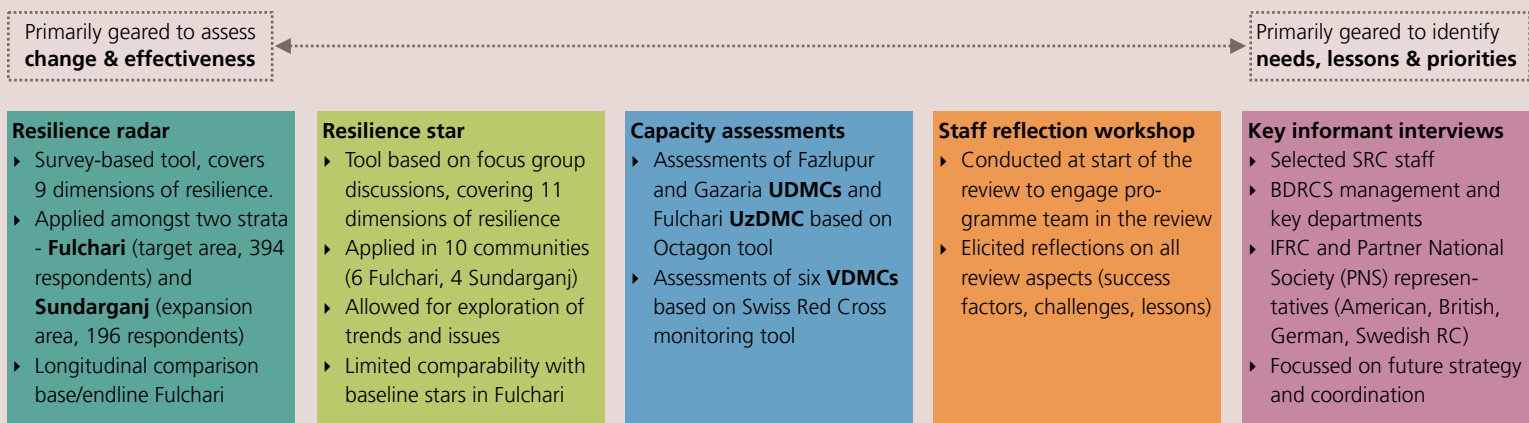 Primarily geared to assess
change & effectiveness
Primarily geared to identify
needs, lessons & priorities
Resilience radar
▸ Survey-based tool, covers
9 dimensions of resilience.
▸ Applied amongst two strata
- Fulchari (target area, 394
respondents) and
Sundarganj (expansion
area, 196 respondents)
▸ Longitudinal comparison
base/endline Fulchari
Resilience star
▸ Tool based on focus group
discussions, covering 11
dimensions of resilience
▸ Applied in 10 communities
(6 Fulchari, 4 Sundarganj)
▸ Allowed for exploration of
trends and issues
▸ Limited comparability with
baseline stars in Fulchari
Capacity assessments
▸ Assessments of Fazlupur
and Gazaria UDMCs and
Fulchari UzDMC based on
Octagon tool
▸ Assessments of six VDMCs
based on Swiss Red Cross
monitoring tool
Staff reflection workshop
▸ Conducted at start of the
review to engage pro-
gramme team in the review
▸ Elicited reflections on all
review aspects (success
factors, challenges, lessons)
Key informant interviews
▸ Selected SRC staff
▸ BDRCS management and
key departments
▸ IFRC and Partner National
Society (PNS) represen-
tatives (American, British,
German, Swedish RC)
▸ Focussed on future strategy
and coordination